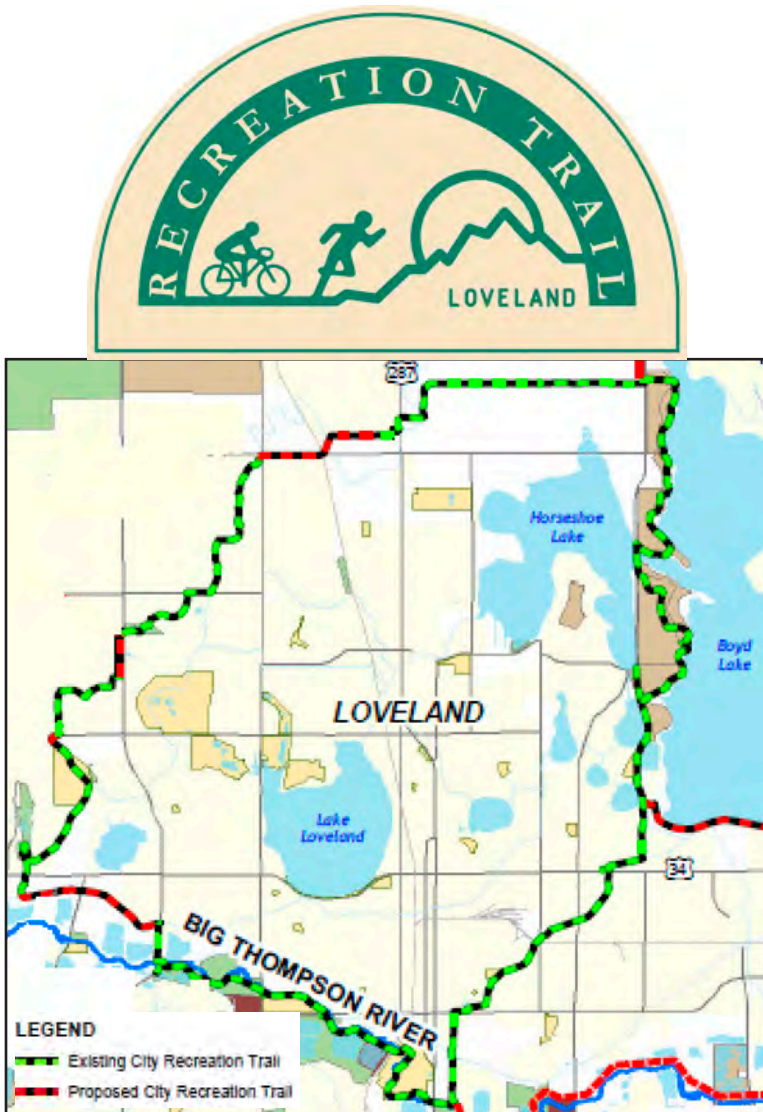 RECREATION TRAIL
LOVELAND
287
Horseshoe
Lake
Boyd
Lake
LOVELAND
Lake
Loveland
34
BIG THOMPSON RIVER
LEGEND
Existing City Recreation Trail
Proposed City Recreation Trail